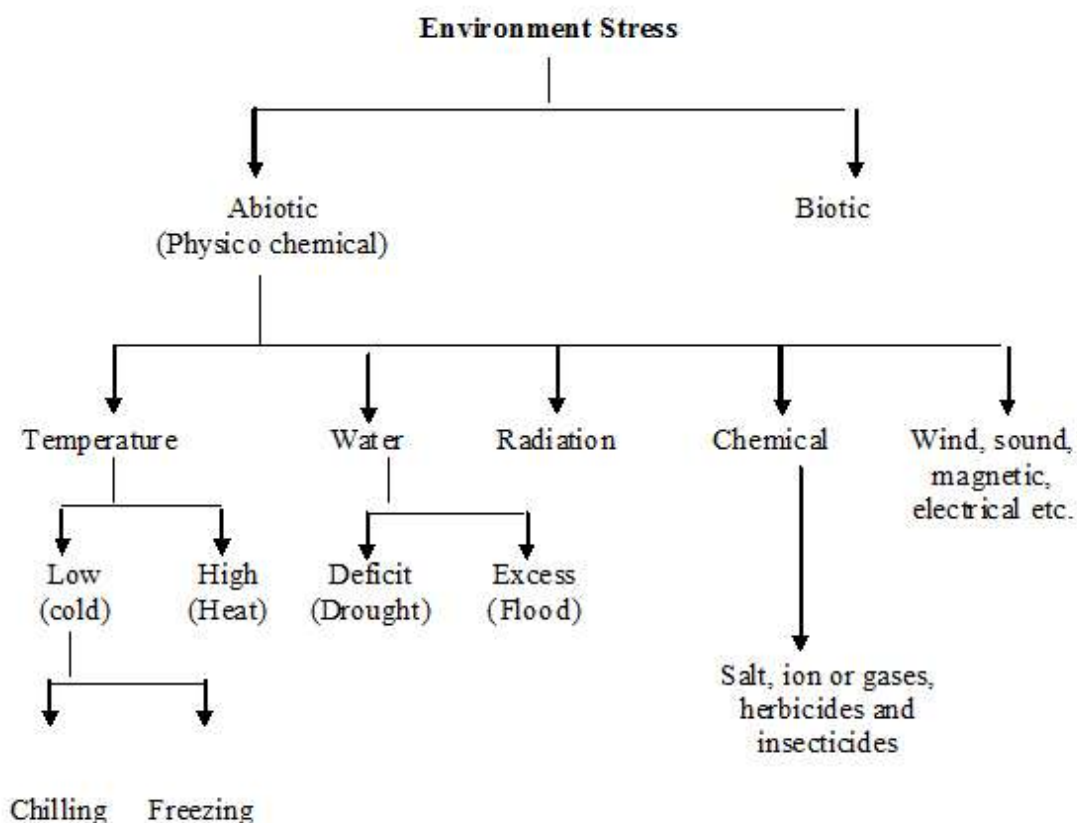 Environment Stress
Abiotic
(Physico chemical)
Biotic
Temperature
Water
Radiation
Chemical
Wind, sound,
magnetic,
electrical etc.
Low
(cold)
High
(Heat)
Deficit
(Drought)
Excess
(Flood)
Salt, ion or gases,
herbicides and
insecticides
Chilling
Freezing